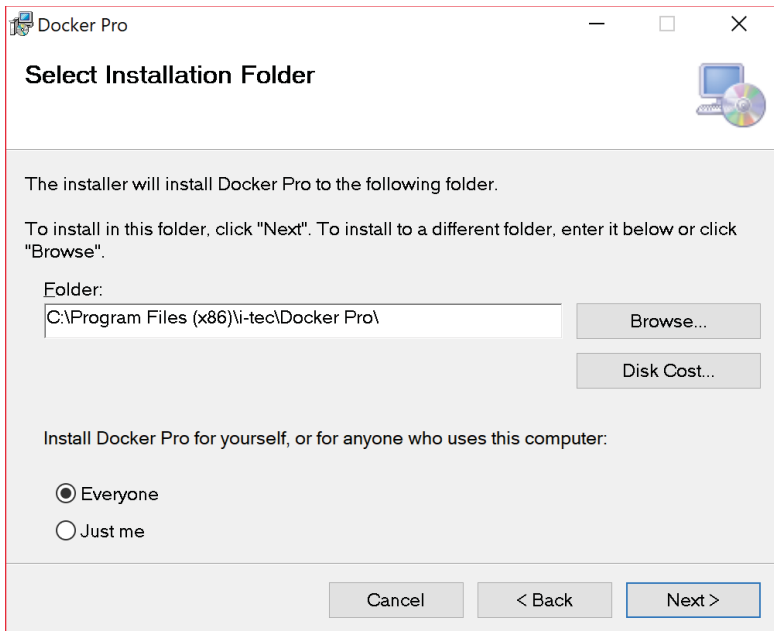 Docker Pro
Select Installation Folder
The installer will install Docker Pro to the following folder.
To install in this folder, click "Next". To install to a different folder, enter it below or click
"Browse".
Folder:
C:\Program Files (x86)\i-tec\Docker Pro\
Browse...
Disk Cost...
Install Docker Pro for yourself, or for anyone who uses this computer:
Everyone
Just me
Cancel
< Back
Next >